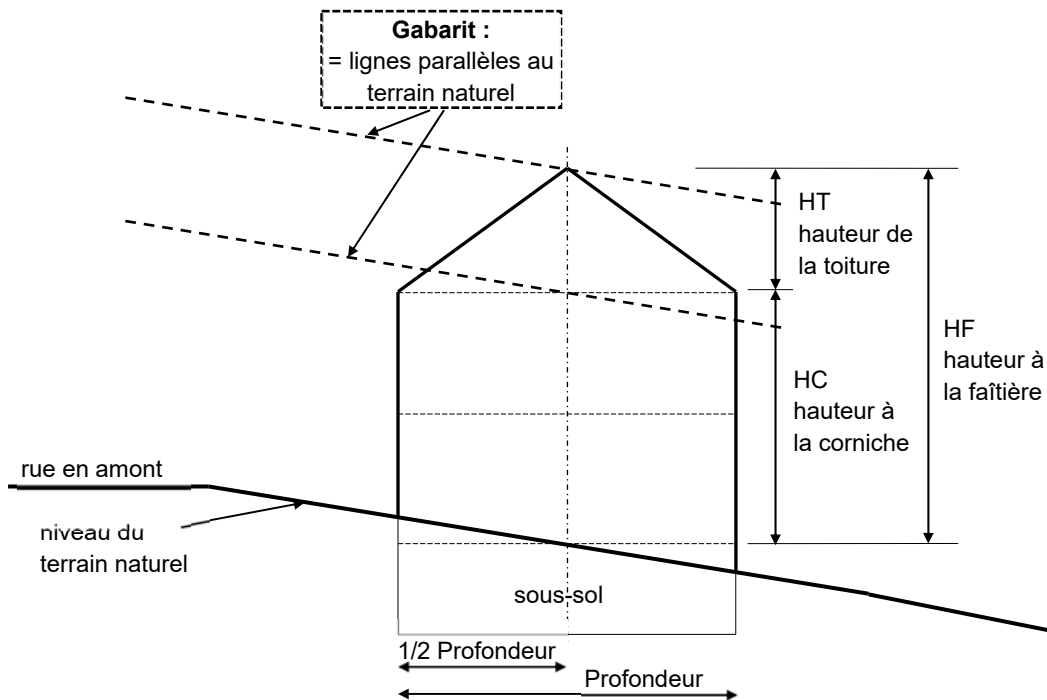 Gabarit :
= lignes parallèles au
terrain naturel
HT
hauteur de
la toiture
HF
hauteur à
la faîtière
HC
hauteur à
la corniche
rue en amont
niveau du
terrain naturel
sous-sol
1/2 Profondeur
Profondeur